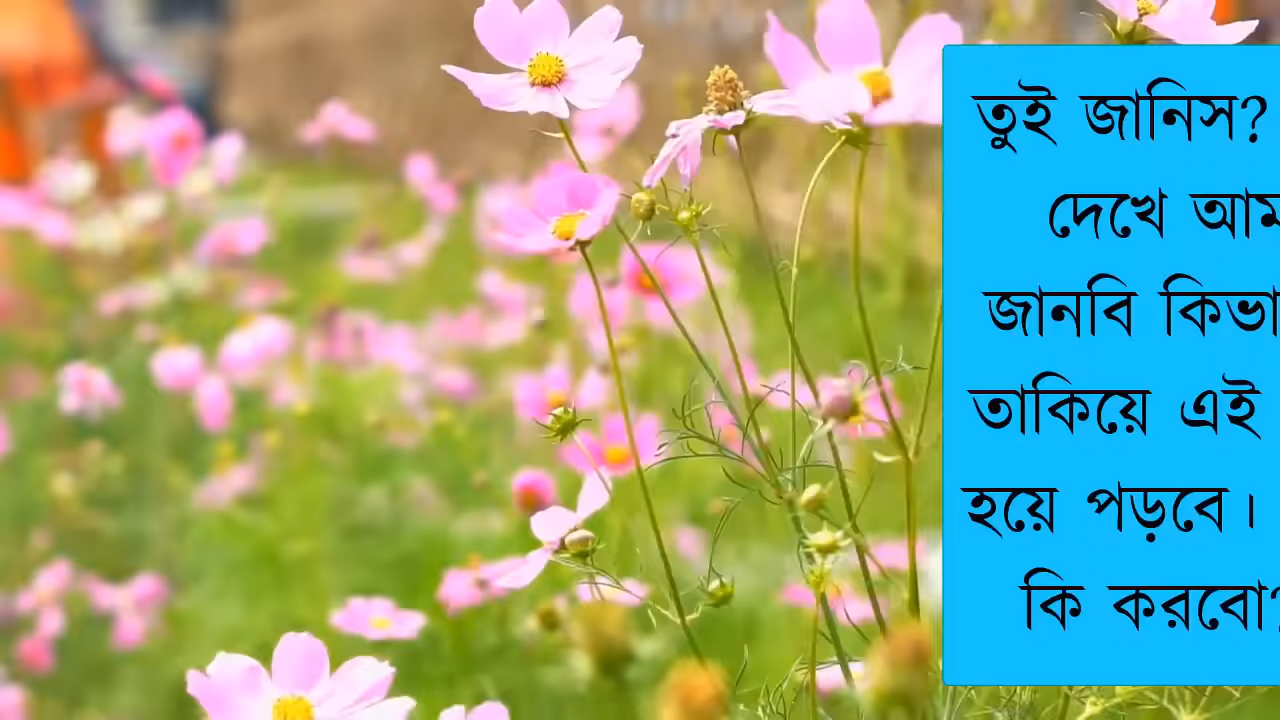 তুই জানিস?
দেখে
জানবি
তাকিয়ে এই
হয়ে পড়বে।
কি করবো?